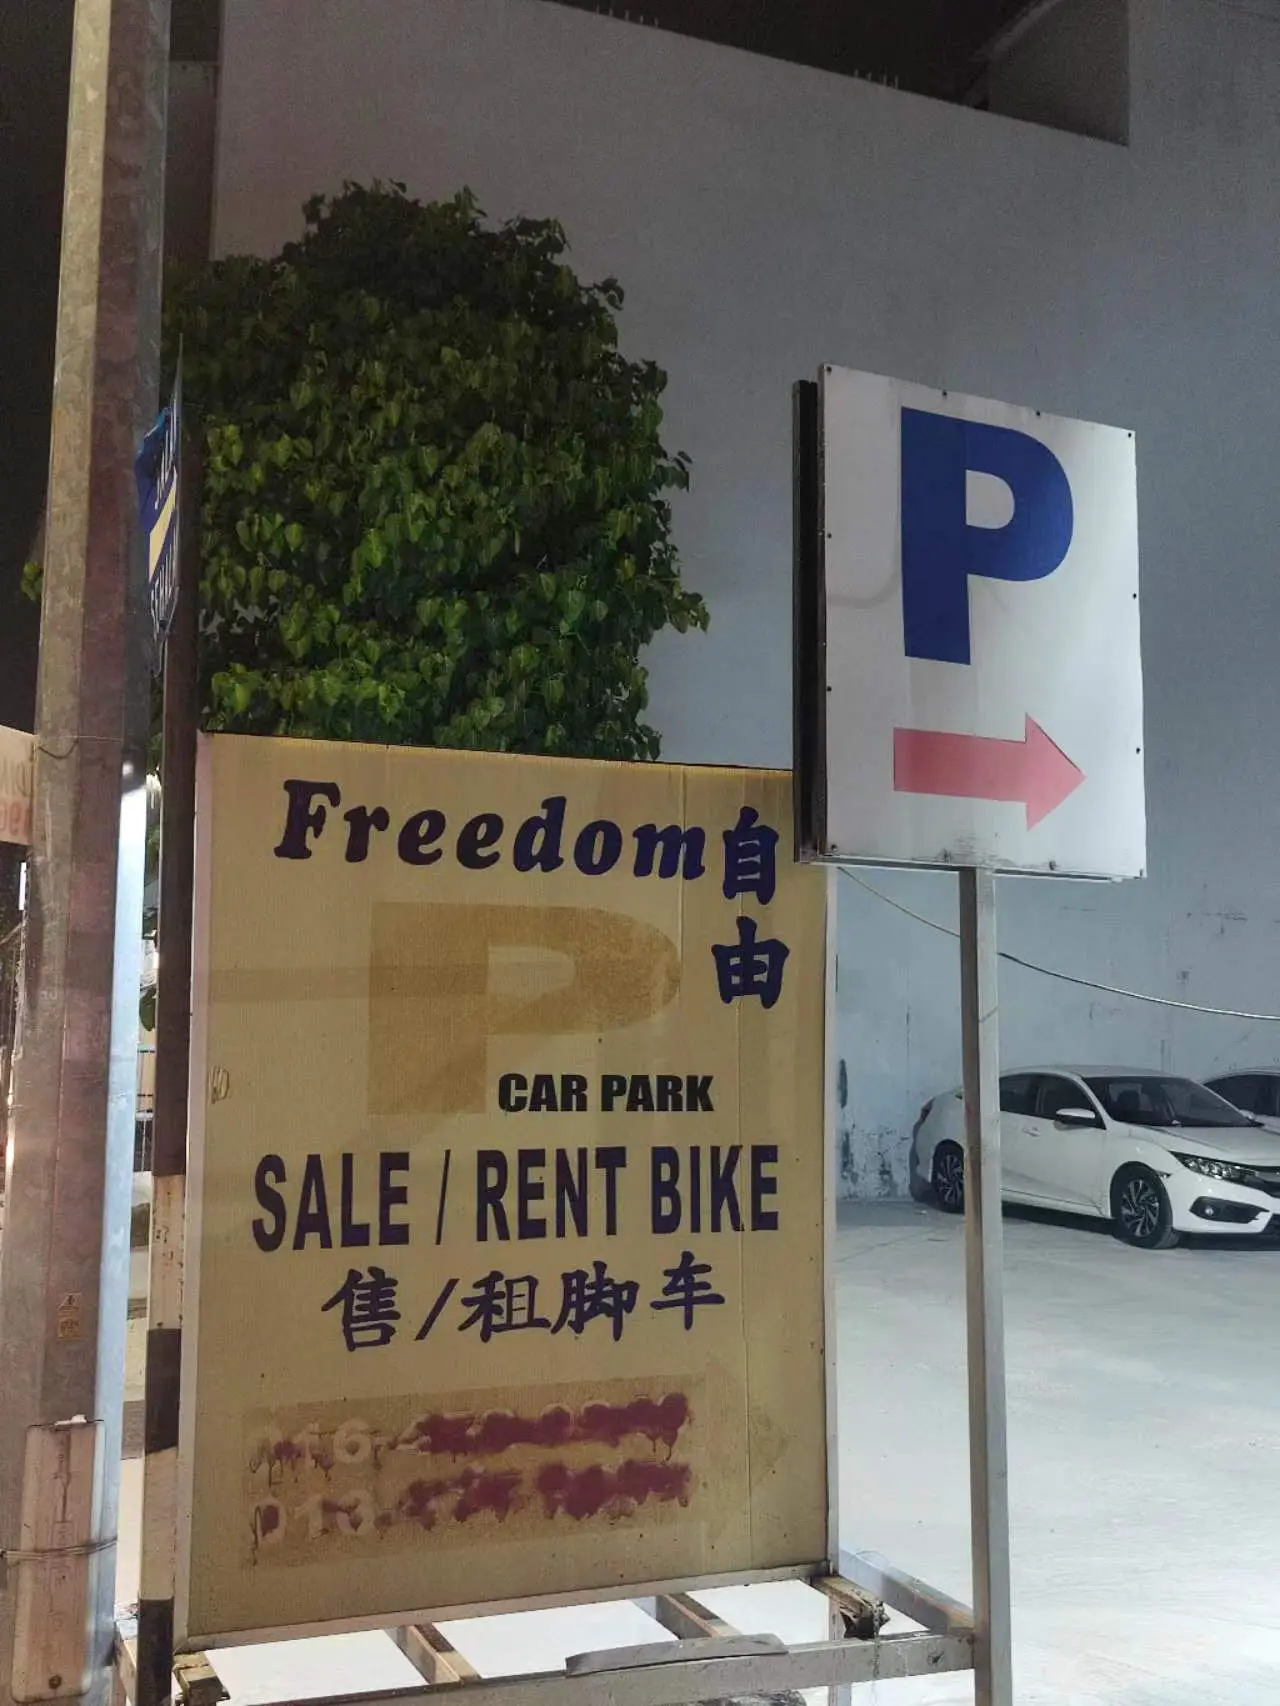 P
Freedom 自由
P
CAR PARK
SALE / RENT BIKE
售/租脚车